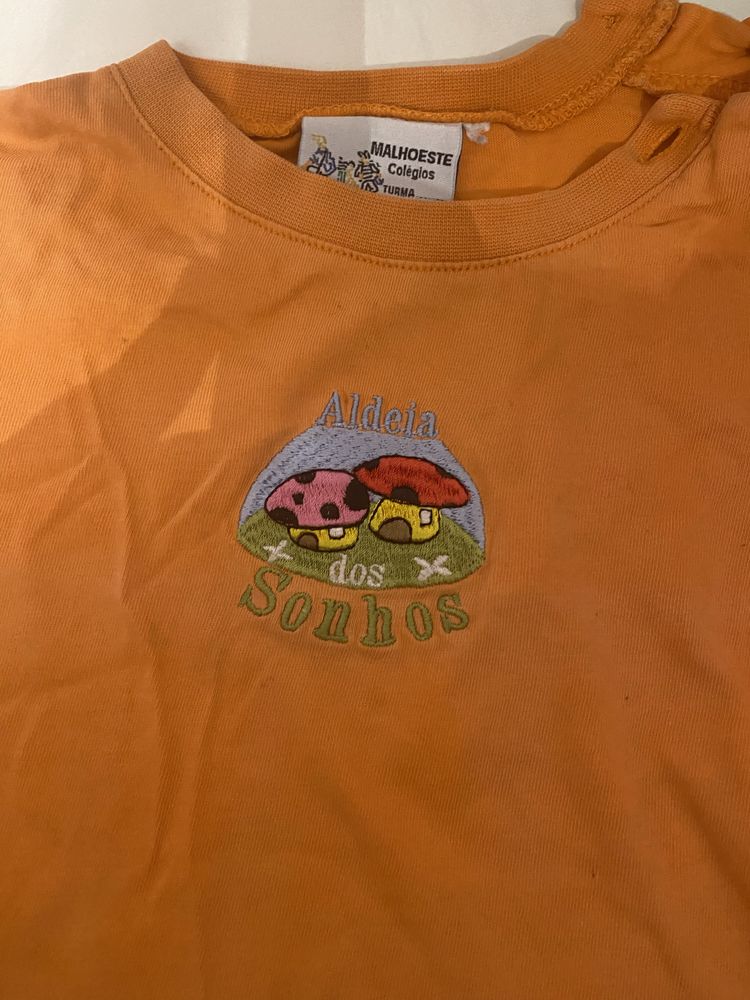 MALHOESTE
Colégios
TURMA
Aldeia
dos
Sonhos